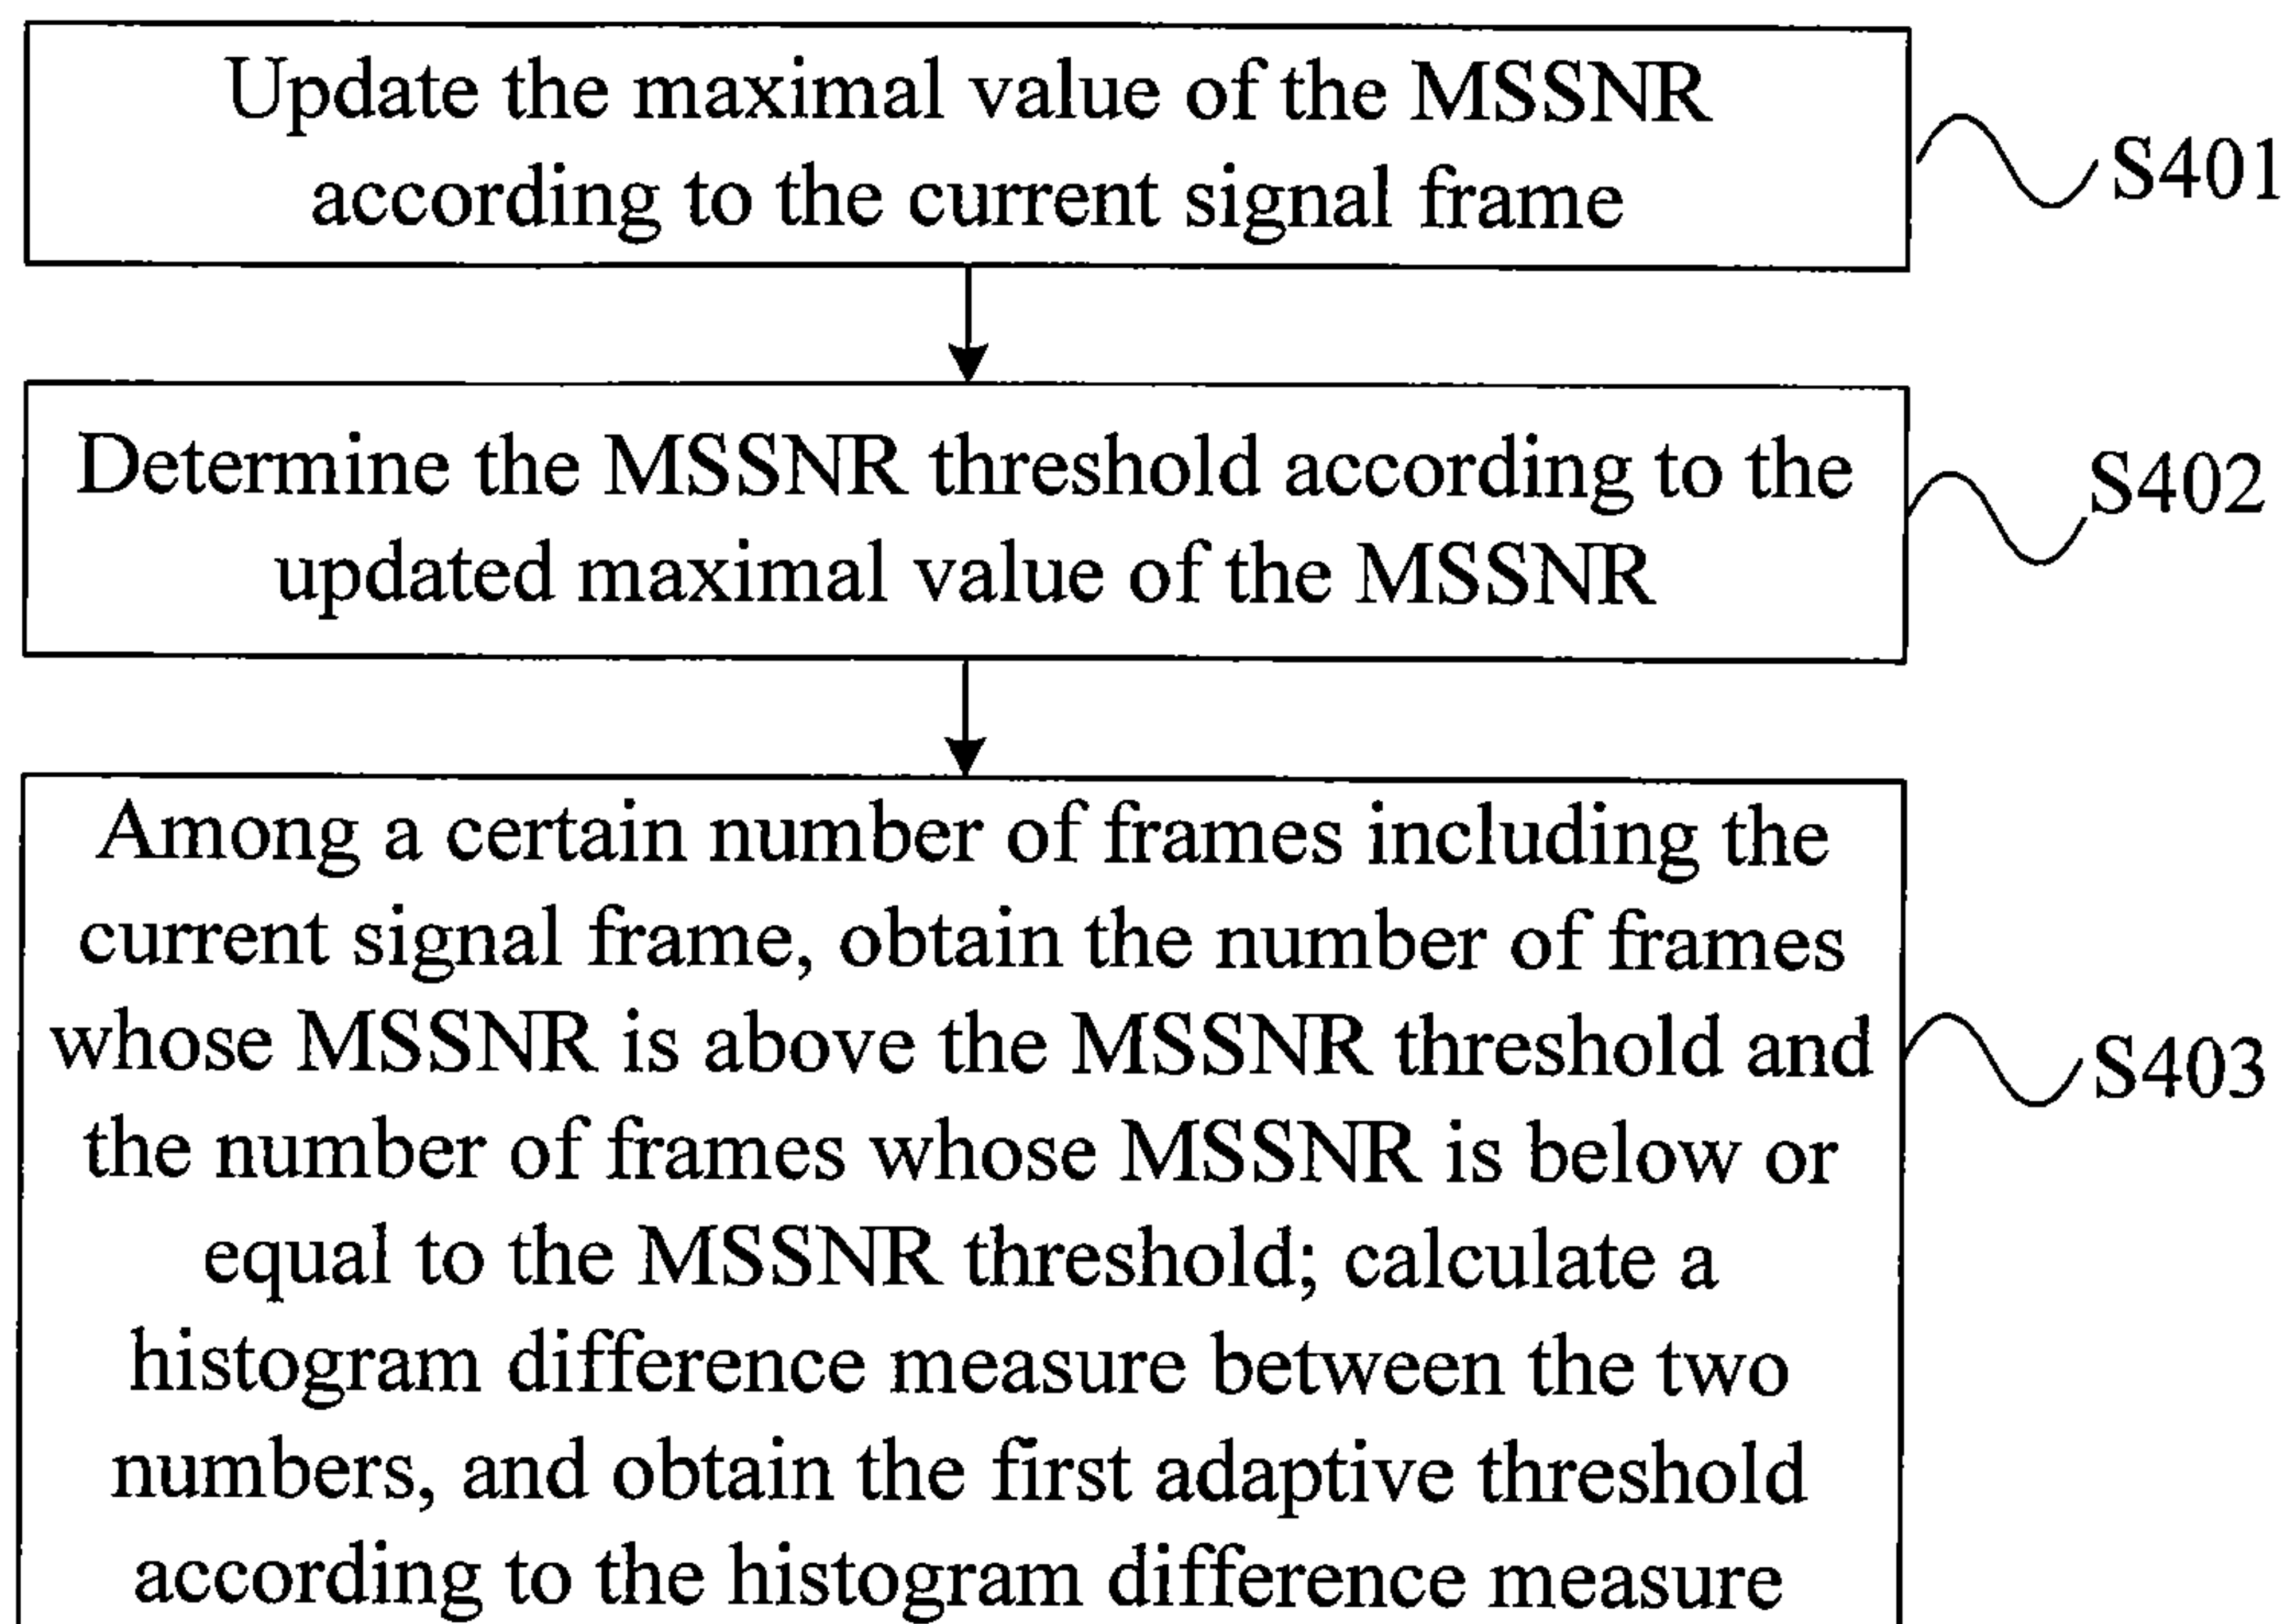 Update the maximal value of the MSSNR
according to the current signal frame
S401
Determine the MSSNR threshold according to the
updated maximal value of the MSSNR
S402
Among a certain number of frames including the
current signal frame, obtain the number of frames
whose MSSNR is above the MSSNR threshold and
the number of frames whose MSSNR is below or
equal to the MSSNR threshold; calculate a
histogram difference measure between the two
numbers, and obtain the first adaptive threshold
according to the histogram difference measure
S403